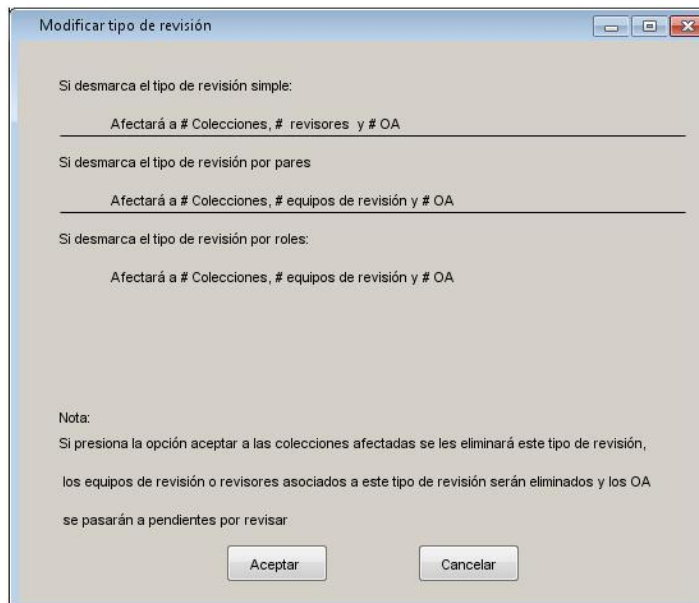 Modificar tipo de revisión
Si desmarca el tipo de revisión simple:
Afectará a # Colecciones, # revisores y # OA
Si desmarca el tipo de revisión por pares
Afectará a # Colecciones, # equipos de revisión y # OA
Si desmarca el tipo de revisión por roles:
Afectará a # Colecciones, # equipos de revisión y # OA
Nota:
Si presiona la opción aceptar a las colecciones afectadas se les eliminará este tipo de revisión,
los equipos de revisión o revisores asociados a este tipo de revisión serán eliminados y los OA
se pasarán a pendientes por revisar
Aceptar Cancelar